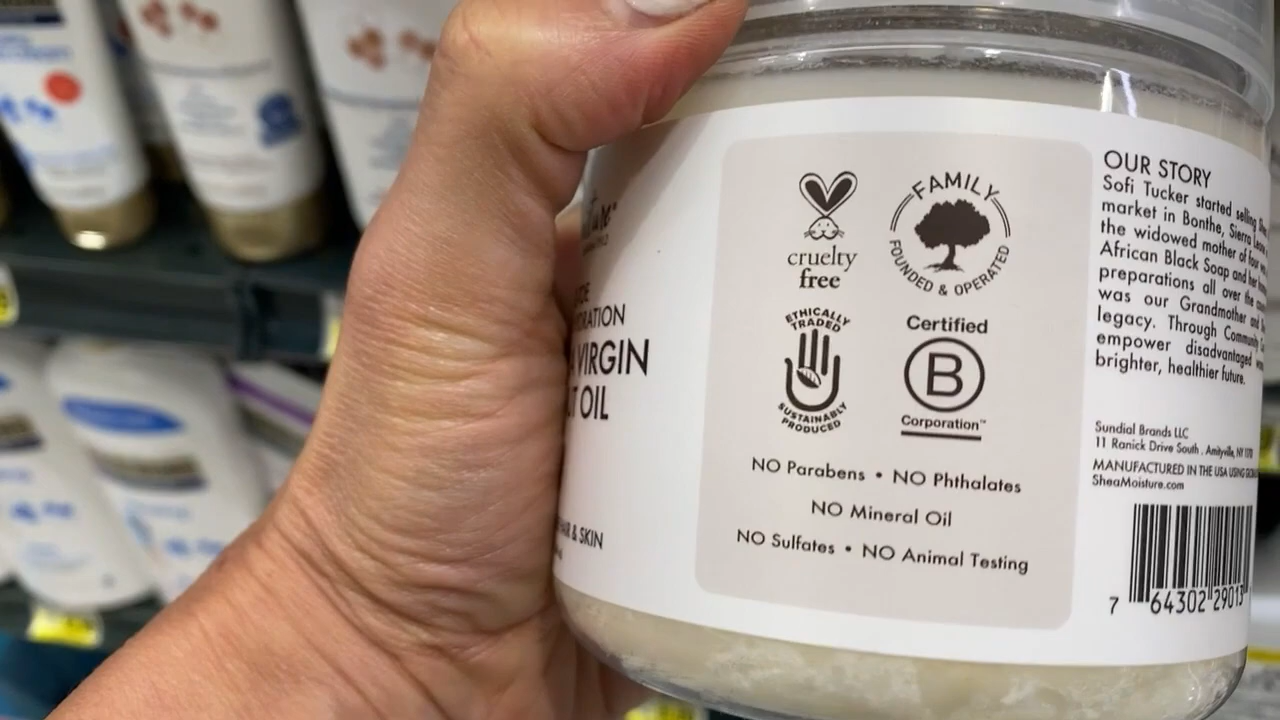 RATION
VIRGIN
OIL
& SKIN
cruelty
free
FAMILY
FOUNDED & OPERATED
ETHICALLY
TRADED
SUSTAINABLY
PRODUCED
Certified
B
Corporation™
NO Parabens • NO Phthalates
NO Mineral Oil
NO Sulfates • NO Animal Testing
OUR STORY
Sofi Tucker started selling
market in Bonthe, Sierra Leone
the widowed mother of four
African Black Soap and her
preparations all over the
was our Grandmother and
legacy. Through Community
empower disadvantaged
brighter, healthier future.
Sundial Brands LLC
11 Ranick Drive South . Amityville, NY
MANUFACTURED IN THE USA USING
SheaMoisture.com
7 64302 29013